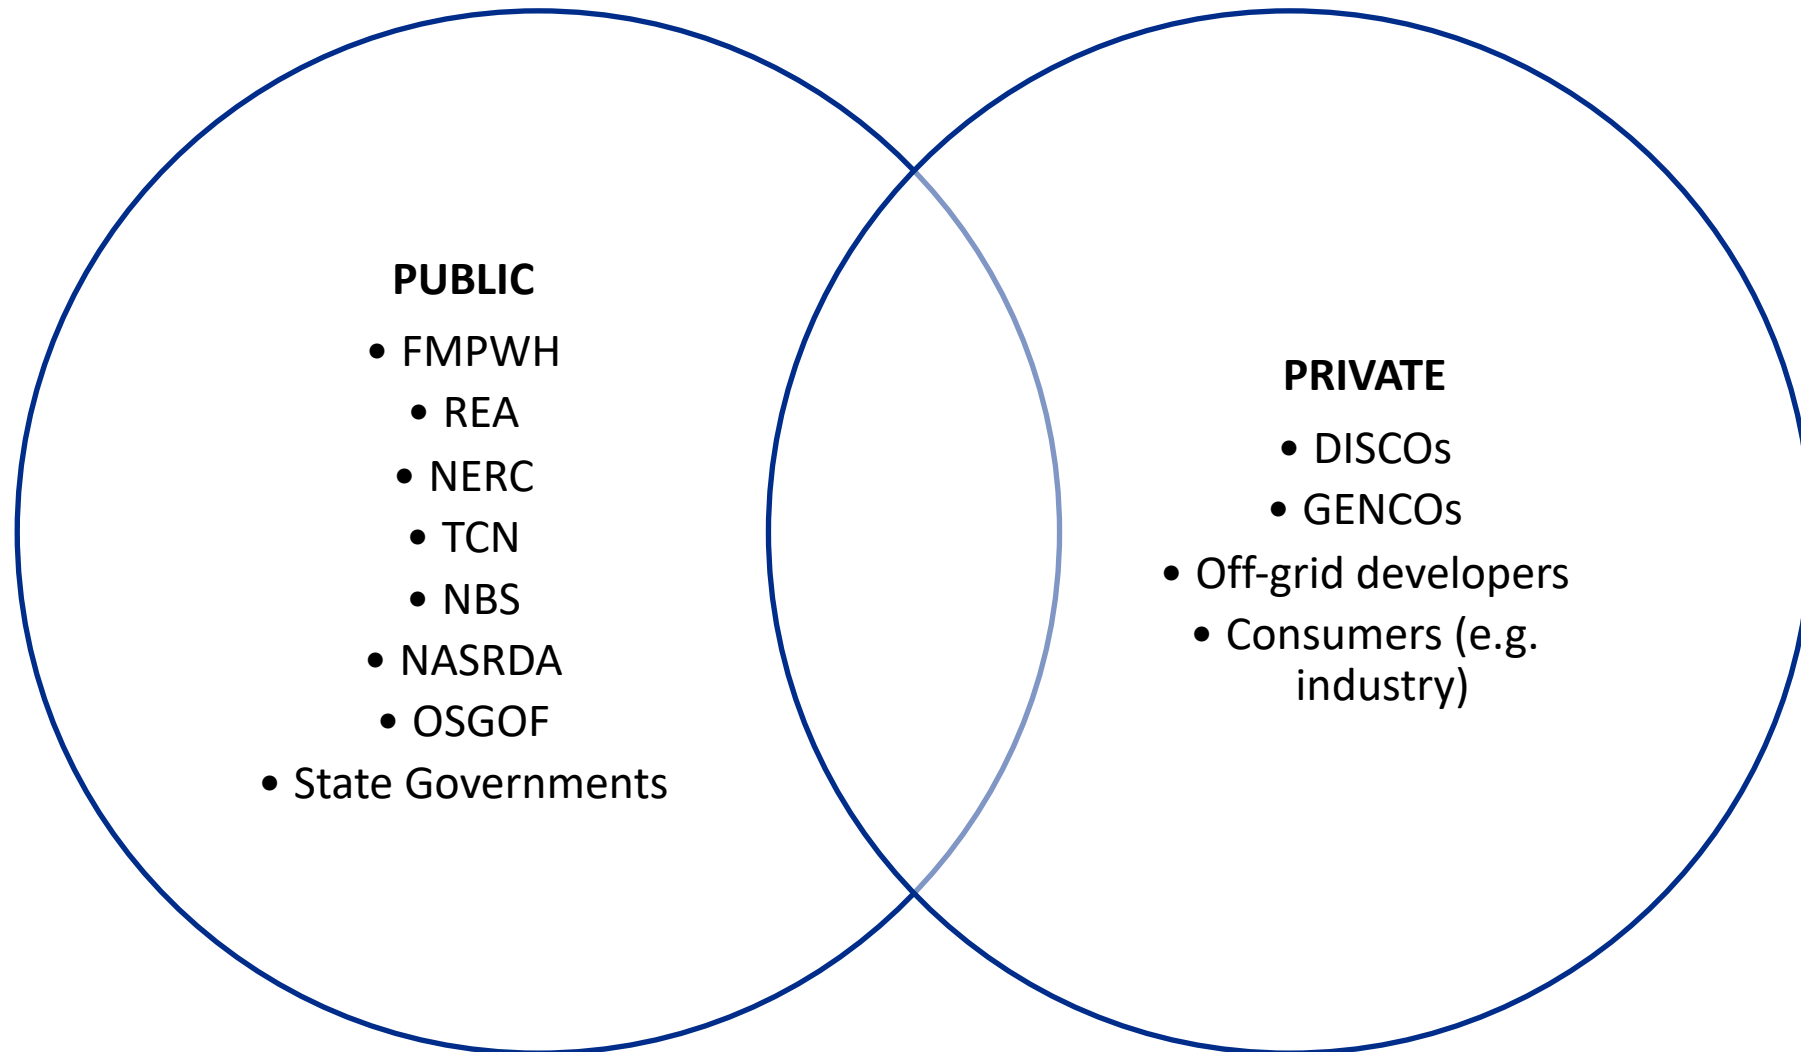 PUBLIC
• FMPWH
• REA
• NERC
• TCN
• NBS
• NASRDA
• OSGOF
• State Governments
PRIVATE
• DISCOs
• GENCOs
• Off-grid developers
• Consumers (e.g.
industry)